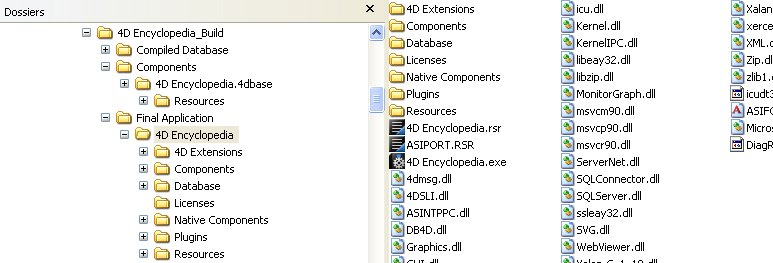 Dossiers
4D Encyclopedia_Build
Compiled Database
Components
4D Encyclopedia.4dbase
Resources
Final Application
4D Encyclopedia
4D Extensions
Components
Database
Licenses
Native Components
Plugins
Resources
4D Extensions
Components
Database
Licenses
Native Components
Plugins
Resources
4D Encyclopedia.rsr
ASIPORT.RSR
4D Encyclopedia.exe
4dmsg.dll
4DSLI.dll
ASINTPPC.dll
DB4D.dll
Graphics.dll
icu.dll
Kernel.dll
KernelIPC.dll
libeay32.dll
libzip.dll
MonitorGraph.dll
msvcm90.dll
msvcp90.dll
msvcr90.dll
ServerNet.dll
SQLConnector.dll
SQLServer.dll
ssleay32.dll
SVG.dll
WebViewer.dll
Xalan
xerce
XML.d
Zip.dl
zlib1.
icudt3
ASIFO
Micros
DiagR